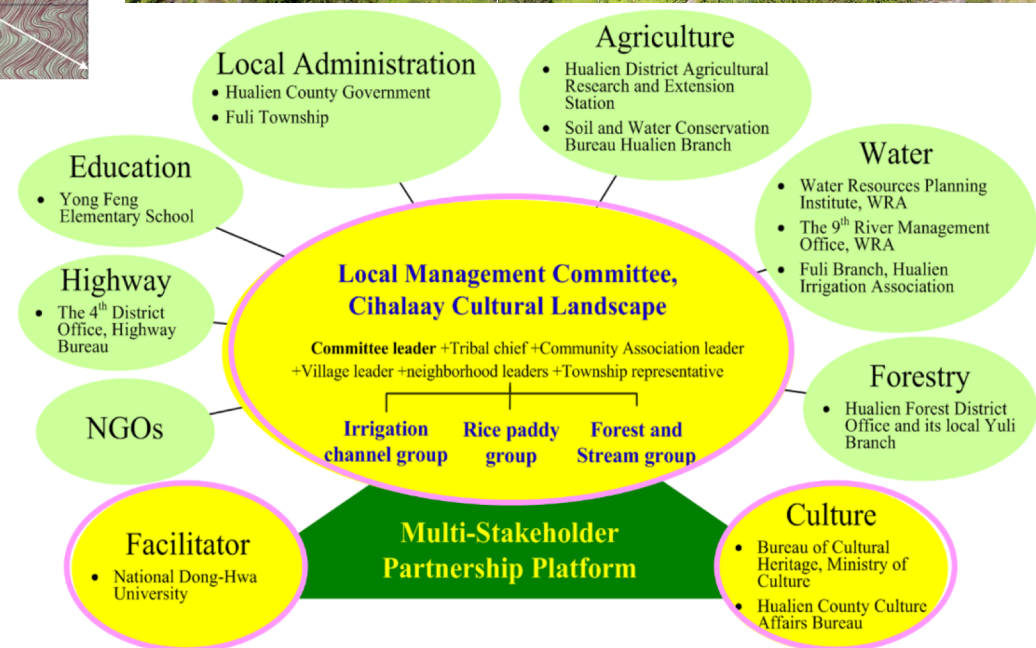 Local Administration
• Hualien County Government
• Fuli Township
Agriculture
• Hualien District Agricultural
Research and Extension
Station
• Soil and Water Conservation
Bureau Hualien Branch
Education
• Yong Feng
Elementary School
Water
• Water Resources Planning
Institute, WRA
• The 9th River Management
Office, WRA
• Fuli Branch, Hualien
Irrigation Association
Highway
• The 4th District
Office, Highway
Bureau
Local Management Committee,
Cihalaay Cultural Landscape
Committee leader +Tribal chief +Community Association leader
+Village leader +neighborhood leaders +Township representative
Irrigation
channel group
Rice paddy
group
Forest and
Stream group
Forestry
• Hualien Forest District
Office and its local Yuli
Branch
NGOs
Facilitator
• National Dong-Hwa
University
Multi-Stakeholder
Partnership Platform
Culture
• Bureau of Cultural
Heritage, Ministry of
Culture
• Hualien County Culture
Affairs Bureau